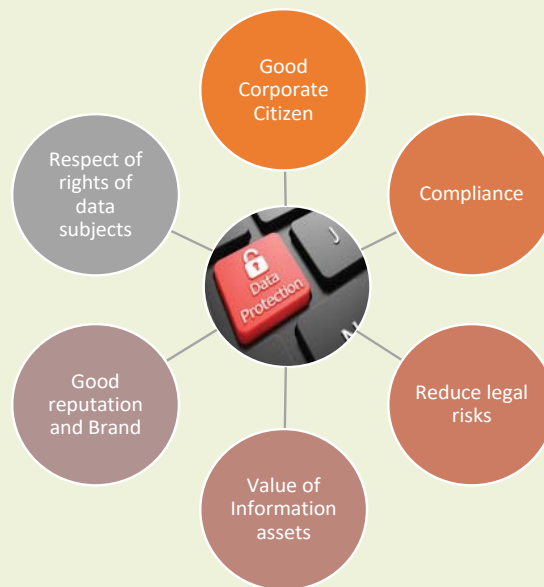 Good
Corporate
Citizen
Compliance
Reduce legal
risks
Value of
Information
assets
Good
reputation
and Brand
Respect of
rights of
data
subjects
Data
Protection
J
N